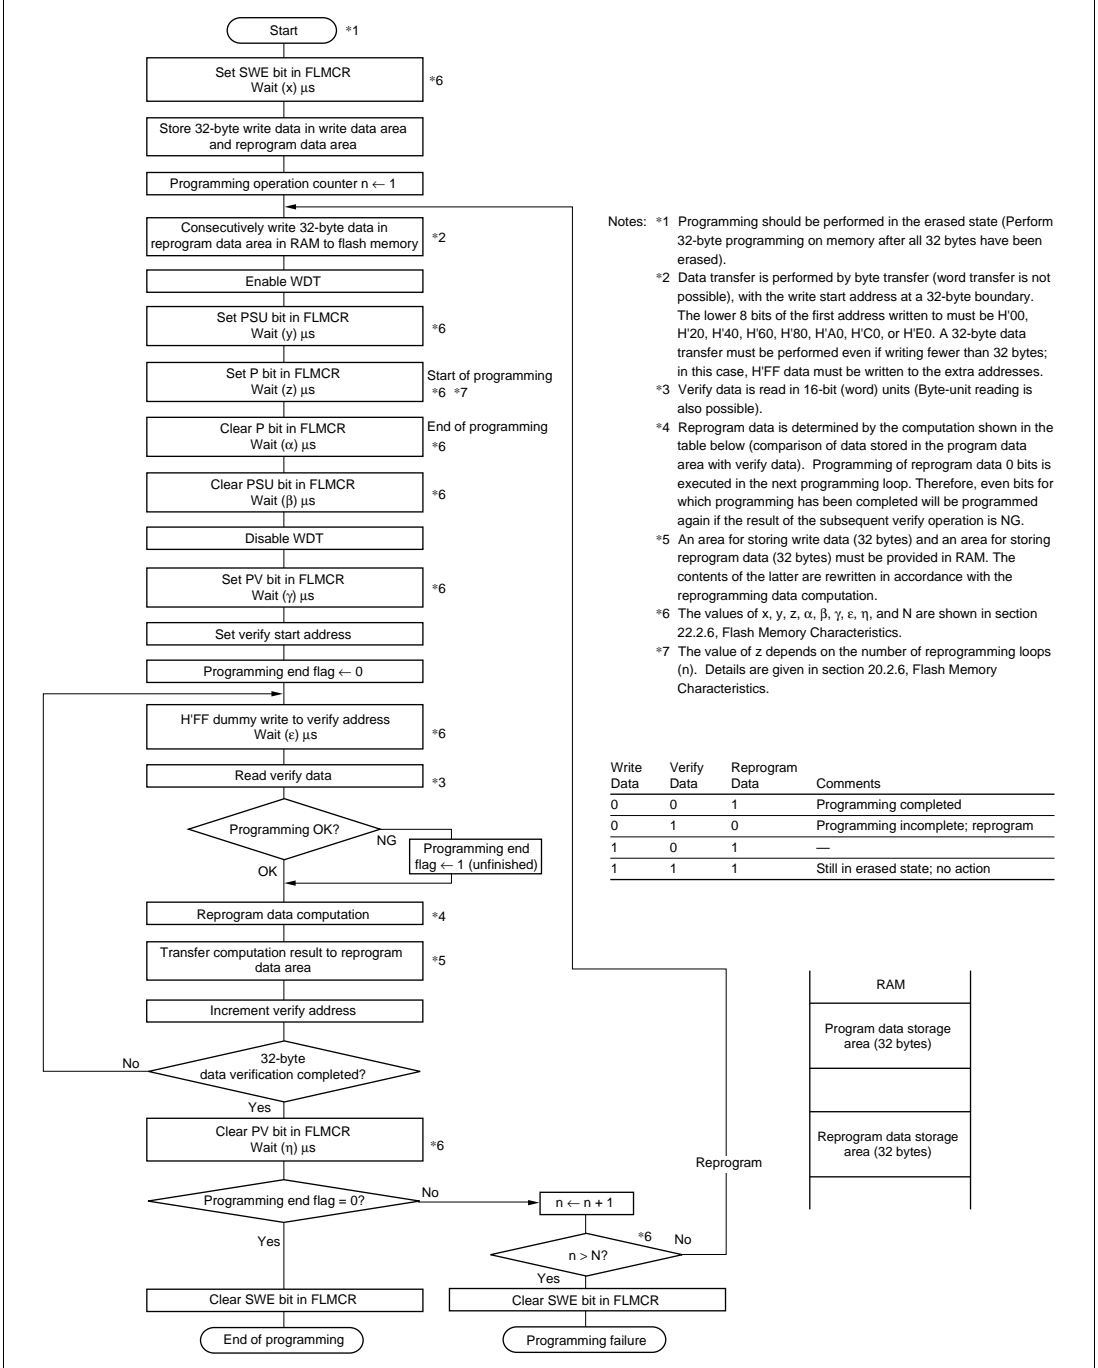 Start *1
Set SWE bit in FLMCR
Wait (x) μs
*6
Store 32-byte write data in write data area
and reprogram data area
Programming operation counter n ← 1
Consecutively write 32-byte data in
reprogram data area in RAM to flash memory
*2
Enable WDT
Set PSU bit in FLMCR
Wait (y) μs
*6
Set P bit in FLMCR
Wait (z) μs
Start of programming
*6 *7
Clear P bit in FLMCR
Wait (α) μs
End of programming
*6
Clear PSU bit in FLMCR
Wait (β) μs
*6
Disable WDT
Set PV bit in FLMCR
Wait (γ) μs
*6
Set verify start address
Programming end flag ← 0
H'FF dummy write to verify address
Wait (ε) μs
*6
Read verify data
*3
Programming OK?
NG
Programming end
flag ← 1 (unfinished)
OK
Reprogram data computation
*4
Transfer computation result to reprogram
data area
*5
Increment verify address
32-byte
data verification completed?
No
Yes
Clear PV bit in FLMCR
Wait (η) μs
*6
Programming end flag = 0?
No
Yes
n ← n + 1
n > N?
*6
No
Reprogram
Yes
Clear SWE bit in FLMCR
Clear SWE bit in FLMCR
End of programming
Programming failure
Notes: *1 Programming should be performed in the erased state (Perform
32-byte programming on memory after all 32 bytes have been
erased).
*2 Data transfer is performed by byte transfer (word transfer is not
possible), with the write start address at a 32-byte boundary.
The lower 8 bits of the first address written to must be H'00,
H'20, H'40, H'60, H'80, H'A0, H'C0, or H'E0. A 32-byte data
transfer must be performed even if writing fewer than 32 bytes;
in this case, H'FF data must be written to the extra addresses.
*3 Verify data is read in 16-bit (word) units (Byte-unit reading is
also possible).
*4 Reprogram data is determined by the computation shown in the
table below (comparison of data stored in the program data
area with verify data). Programming of reprogram data 0 bits is
executed in the next programming loop. Therefore, even bits for
which programming has been completed will be programmed
again if the result of the subsequent verify operation is NG.
*5 An area for storing write data (32 bytes) and an area for storing
reprogram data (32 bytes) must be provided in RAM. The
contents of the latter are rewritten in accordance with the
reprogramming data computation.
*6 The values of x, y, z, α, β, γ, ε, η, and N are shown in section
22.2.6, Flash Memory Characteristics.
*7 The value of z depends on the number of reprogramming loops
(n). Details are given in section 20.2.6, Flash Memory
Characteristics.
Write Verify Reprogram
Data Data Data Comments
0 0 1 Programming completed
0 1 0 Programming incomplete; reprogram
1 0 1 —
1 1 1 Still in erased state; no action
RAM
Program data storage
area (32 bytes)
Reprogram data storage
area (32 bytes)